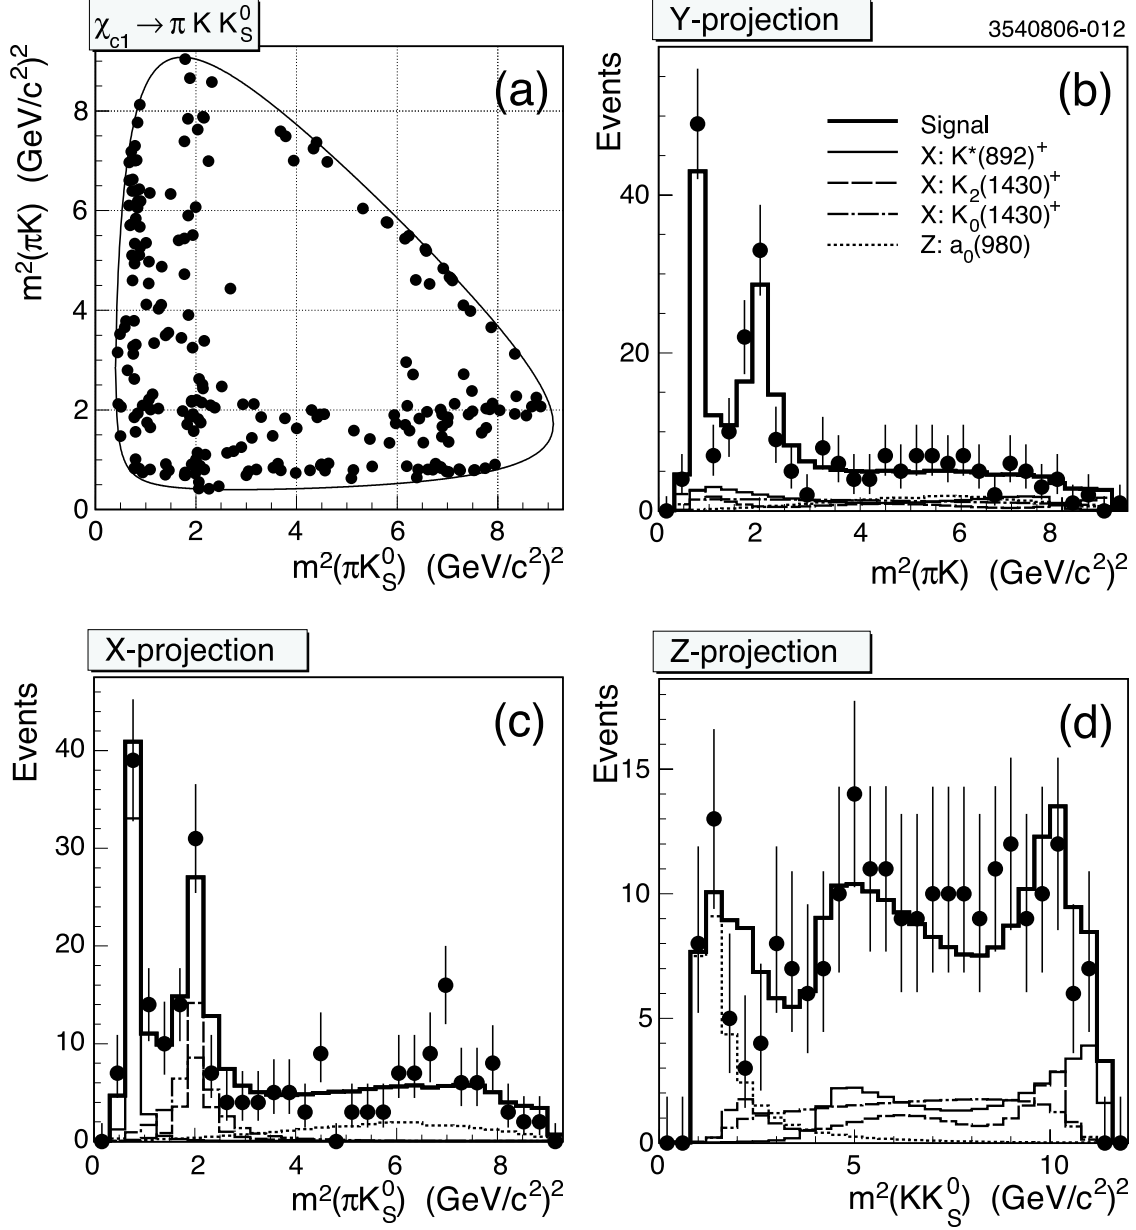 χc1 → π K K0S
(a)
m²(πK) (GeV/c²)²
8
6
4
2
0
0 2 4 6 8
m²(πK0S) (GeV/c²)²
Y-projection
3540806-012
(b)
Events
40
20
0
Signal
X: K*(892)+
X: K2(1430)+
X: K0(1430)+
Z: a0(980)
0 2 4 6 8
m²(πK) (GeV/c²)²
X-projection
(c)
Events
40
30
20
10
0
0 2 4 6 8
m²(πK0S) (GeV/c²)²
Z-projection
(d)
Events
15
10
5
0
0 5 10
m²(KK0S) (GeV/c²)²